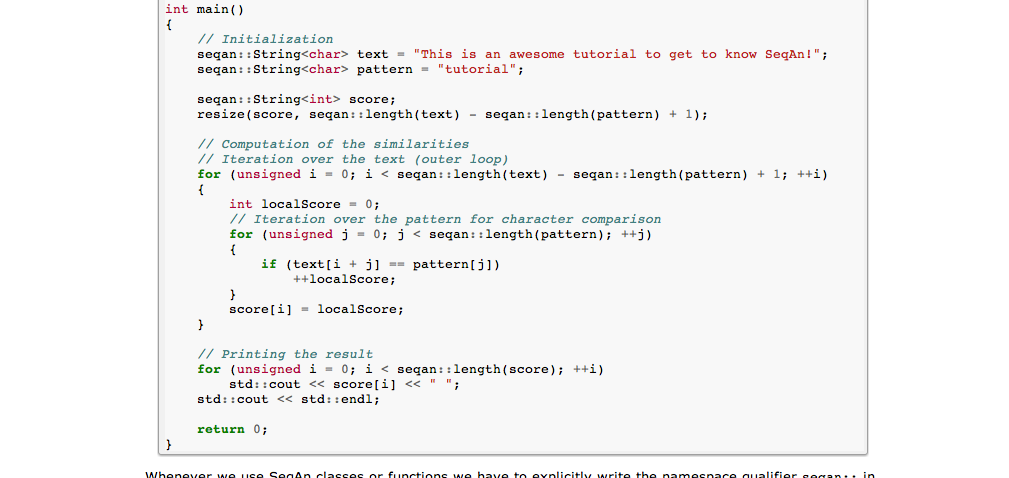 int main()
{
    // Initialization
    seqan::String<char> text = "This is an awesome tutorial to get to know SeqAn!";
    seqan::String<char> pattern = "tutorial";

    seqan::String<int> score;
    resize(score, seqan::length(text) - seqan::length(pattern) + 1);

    // Computation of the similarities
    // Iteration over the text (outer loop)
    for (unsigned i = 0; i < seqan::length(text) - seqan::length(pattern) + 1; ++i)
    {
        int localScore = 0;
        // Iteration over the pattern for character comparison
        for (unsigned j = 0; j < seqan::length(pattern); ++j)
        {
            if (text[i + j] == pattern[j])
                ++localScore;
        }
        score[i] = localScore;
    }

    // Printing the result
    for (unsigned i = 0; i < seqan::length(score); ++i)
        std::cout << score[i] << " ";
    std::cout << std::endl;

    return 0;
}
Whenever we use SeqAn classes or functions we have to explicitly write the namespace qualifier seqan:: in